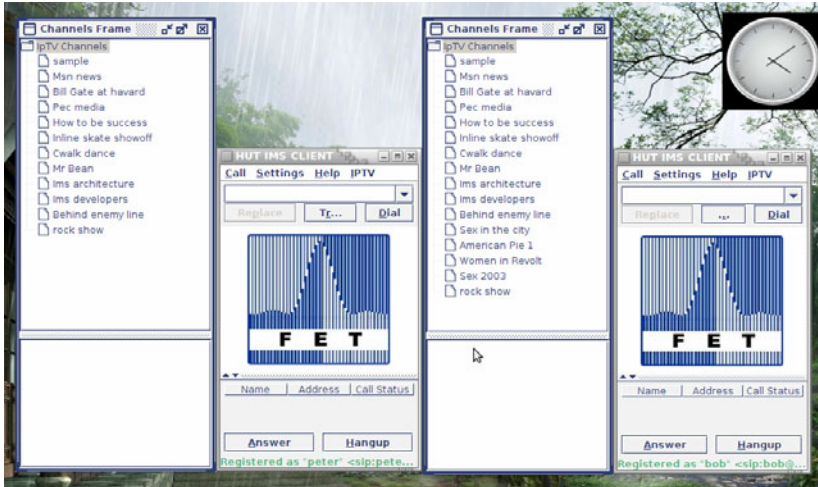 Channels Frame
IpTV Channels
sample
Msn news
Bill Gate at havard
Pec media
How to be success
Inline skate showoff
Cwalk dance
Mr Bean
Ims architecture
Ims developers
Behind enemy line
rock show
HUT IMS CLIENT
Call Settings Help IPTV
Replace Tr... Dial
F E T
Name Address Call Status
Answer Hangup
Registered as "peter" <sip:pete...
Channels Frame
IpTV Channels
sample
Msn news
Bill Gate at havard
Pec media
How to be success
Inline skate showoff
Cwalk dance
Mr Bean
Ims architecture
Ims developers
Behind enemy line
Sex in the city
American Pie 1
Women in Revolt
Sex 2003
rock show
HUT IMS CLIENT
Call Settings Help IPTV
Replace ... Dial
F E T
Name Address Call Status
Answer Hangup
Registered as "bob" <sip:bob@...